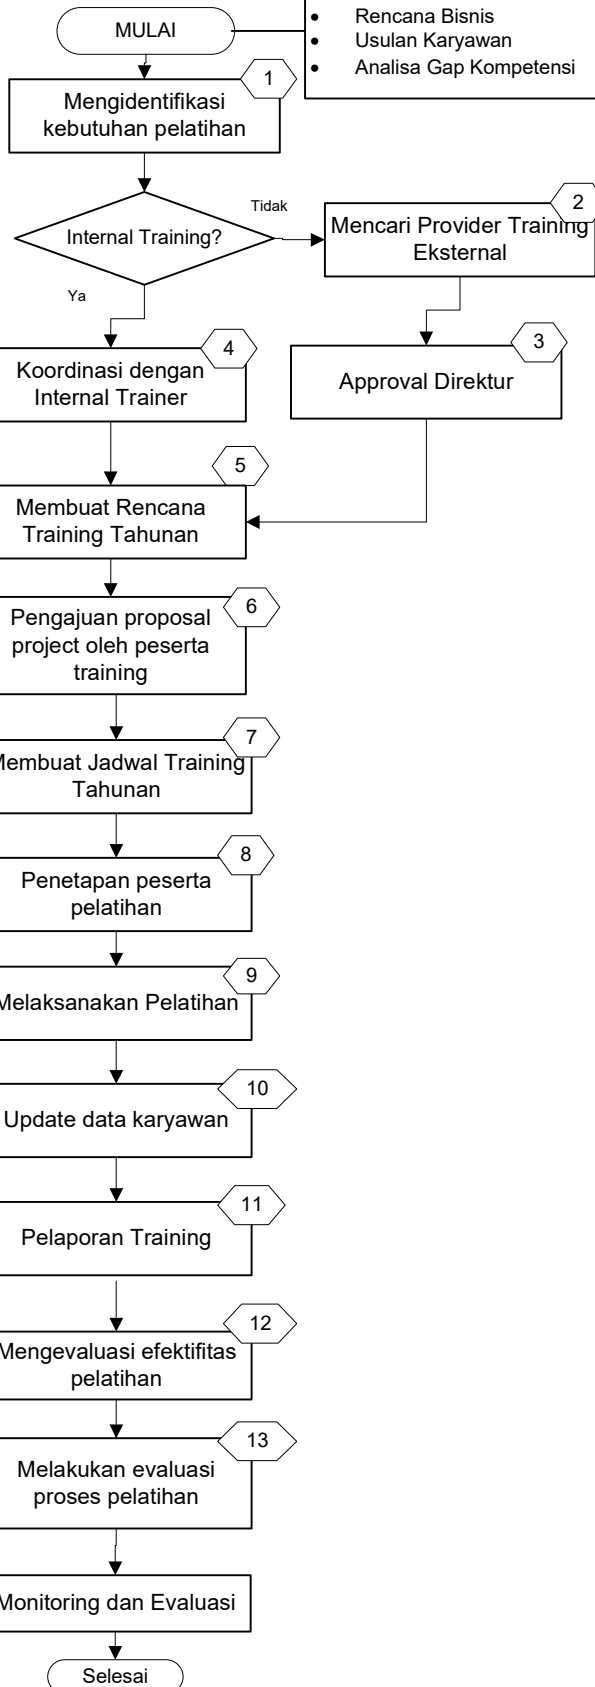 MULAI
• Rencana Bisnis
• Usulan Karyawan
• Analisa Gap Kompetensi
1
Mengidentifikasi
kebutuhan pelatihan
Internal Training?
Tidak
Ya
2
Mencari Provider Training
Eksternal
3
Approval Direktur
4
Koordinasi dengan
Internal Trainer
5
Membuat Rencana
Training Tahunan
6
Pengajuan proposal
project oleh peserta
training
7
Membuat Jadwal Training
Tahunan
8
Penetapan peserta
pelatihan
9
Melaksanakan Pelatihan
10
Update data karyawan
11
Pelaporan Training
12
Mengevaluasi efektifitas
pelatihan
13
Melakukan evaluasi
proses pelatihan
Monitoring dan Evaluasi
Selesai